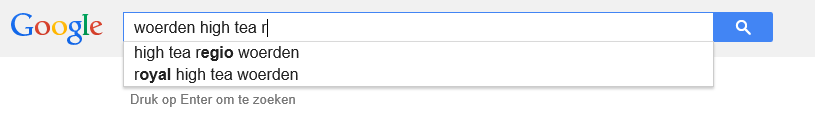 Google
woerden high tea r
high tea regio woerden
royal high tea woerden
Druk op Enter om te zoeken